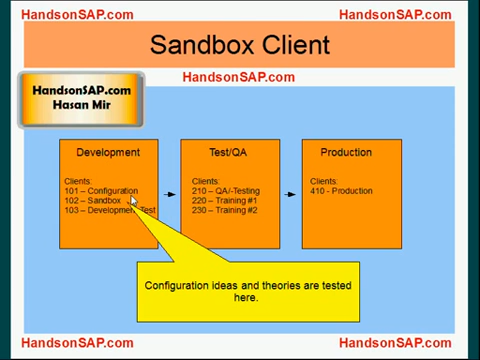 HandsonSAP.com
HandsonSAP.com
Sandbox Client
HandsonSAP.com
HandsonSAP.com
Hasan Mir
Development
Clients:
101 – Configuration
102 – Sandbox
103 – Development Test
Test/QA
Clients:
210 – QA/-Testing
220 – Training #1
230 – Training #2
Production
Clients:
410 - Production
Configuration ideas and theories are tested
here.
HandsonSAP.com
HandsonSAP.com